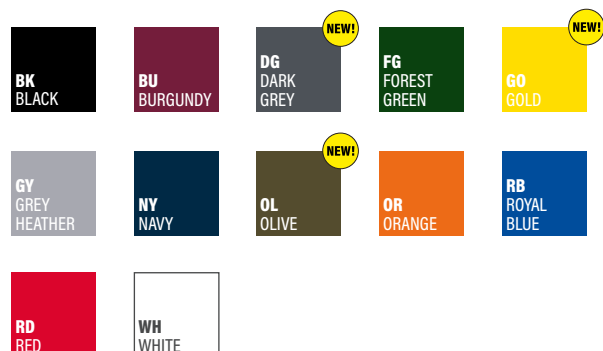 NEW!
NEW!
BK
BLACK
BU
BURGUNDY
DG
DARK
GREY
FG
FOREST
GREEN
GO
GOLD
NEW!
GY
GREY
HEATHER
NY
NAVY
OL
OLIVE
OR
ORANGE
RB
ROYAL
BLUE
RD
RED
WH
WHITE